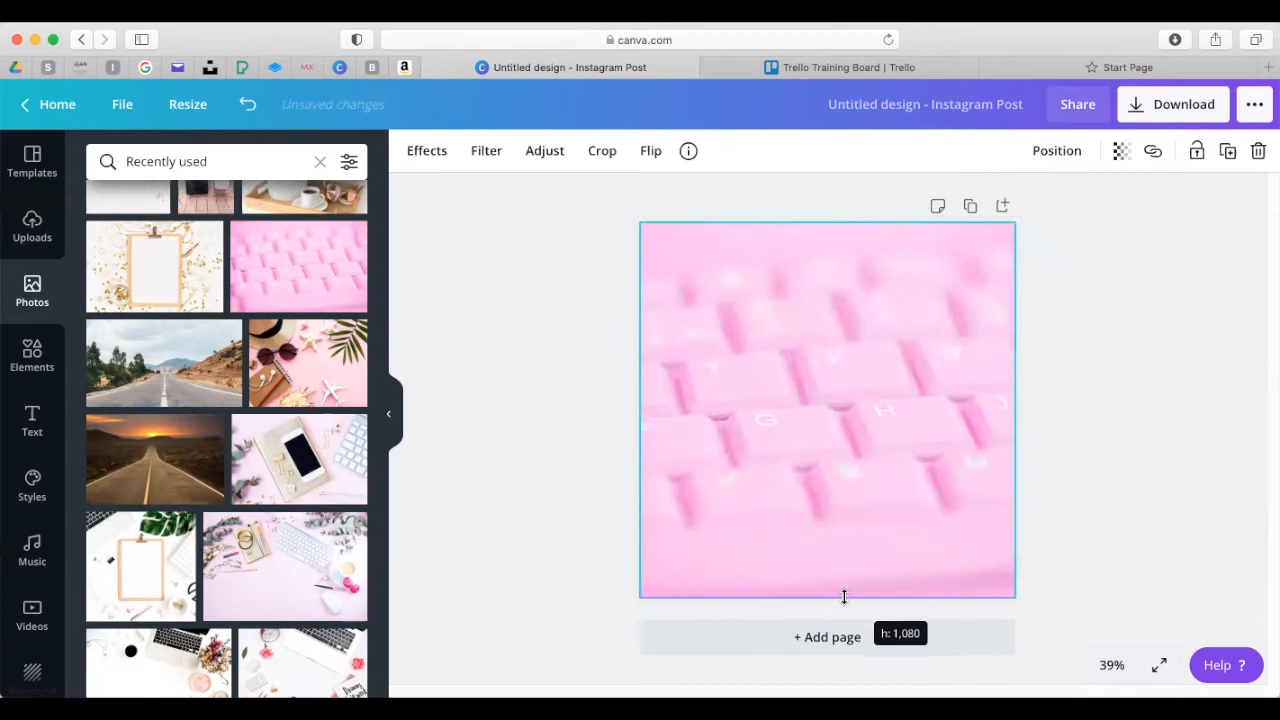 canva.com
S
I
G
MK
C
B
a
C Untitled design - Instagram Post
Trello Training Board | Trello
Start Page
Home
File
Resize
Unsaved changes
Untitled design - Instagram Post
Share
Download
Templates
Uploads
Photos
Elements
Text
Styles
Music
Videos
Recently used
Effects
Filter
Adjust
Crop
Flip
Position
G
H
J
+ Add page
h: 1,080
39%
Help ?